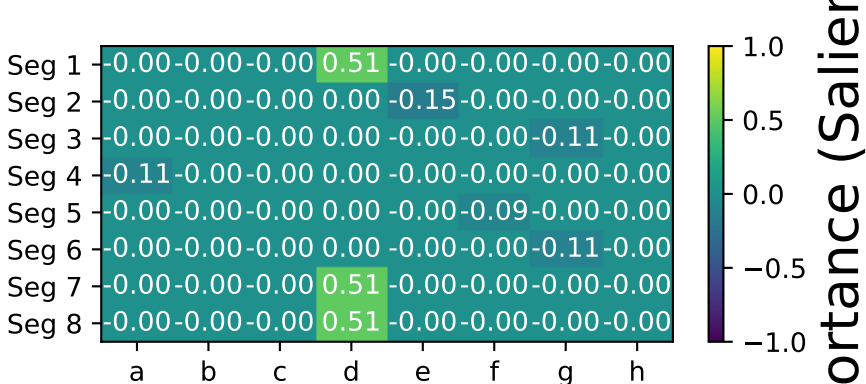 Seg 1 -0.00 -0.00 -0.00 0.51 -0.00 -0.00 -0.00 -0.00
Seg 2 -0.00 -0.00 -0.00 0.00 -0.15 -0.00 -0.00 -0.00
Seg 3 -0.00 -0.00 -0.00 0.00 -0.00 -0.00 -0.11 -0.00
Seg 4 -0.11 -0.00 -0.00 0.00 -0.00 -0.00 -0.00 -0.00
Seg 5 -0.00 -0.00 -0.00 0.00 -0.00 -0.09 -0.00 -0.00
Seg 6 -0.00 -0.00 -0.00 0.00 -0.00 -0.00 -0.11 -0.00
Seg 7 -0.00 -0.00 -0.00 0.51 -0.00 -0.00 -0.00 -0.00
Seg 8 -0.00 -0.00 -0.00 0.51 -0.00 -0.00 -0.00 -0.00
a b c d e f g h
1.0
0.5
0.0
−0.5
−1.0
ortance (Salien